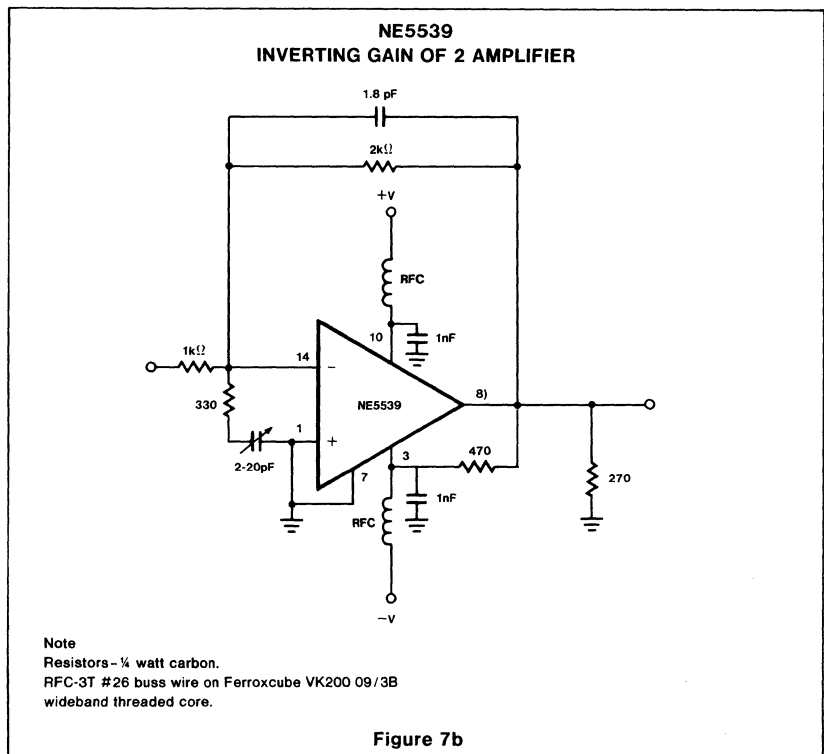 NE5539
INVERTING GAIN OF 2 AMPLIFIER
1.8 pF
2kΩ
+V
RFC
10
1nF
1kΩ
14
−
330
NE5539
8)
1
+
2-20pF
7
3
470
1nF
270
RFC
−V
Note
Resistors-¼ watt carbon.
RFC-3T #26 buss wire on Ferroxcube VK200 09/3B
wideband threaded core.
Figure 7b